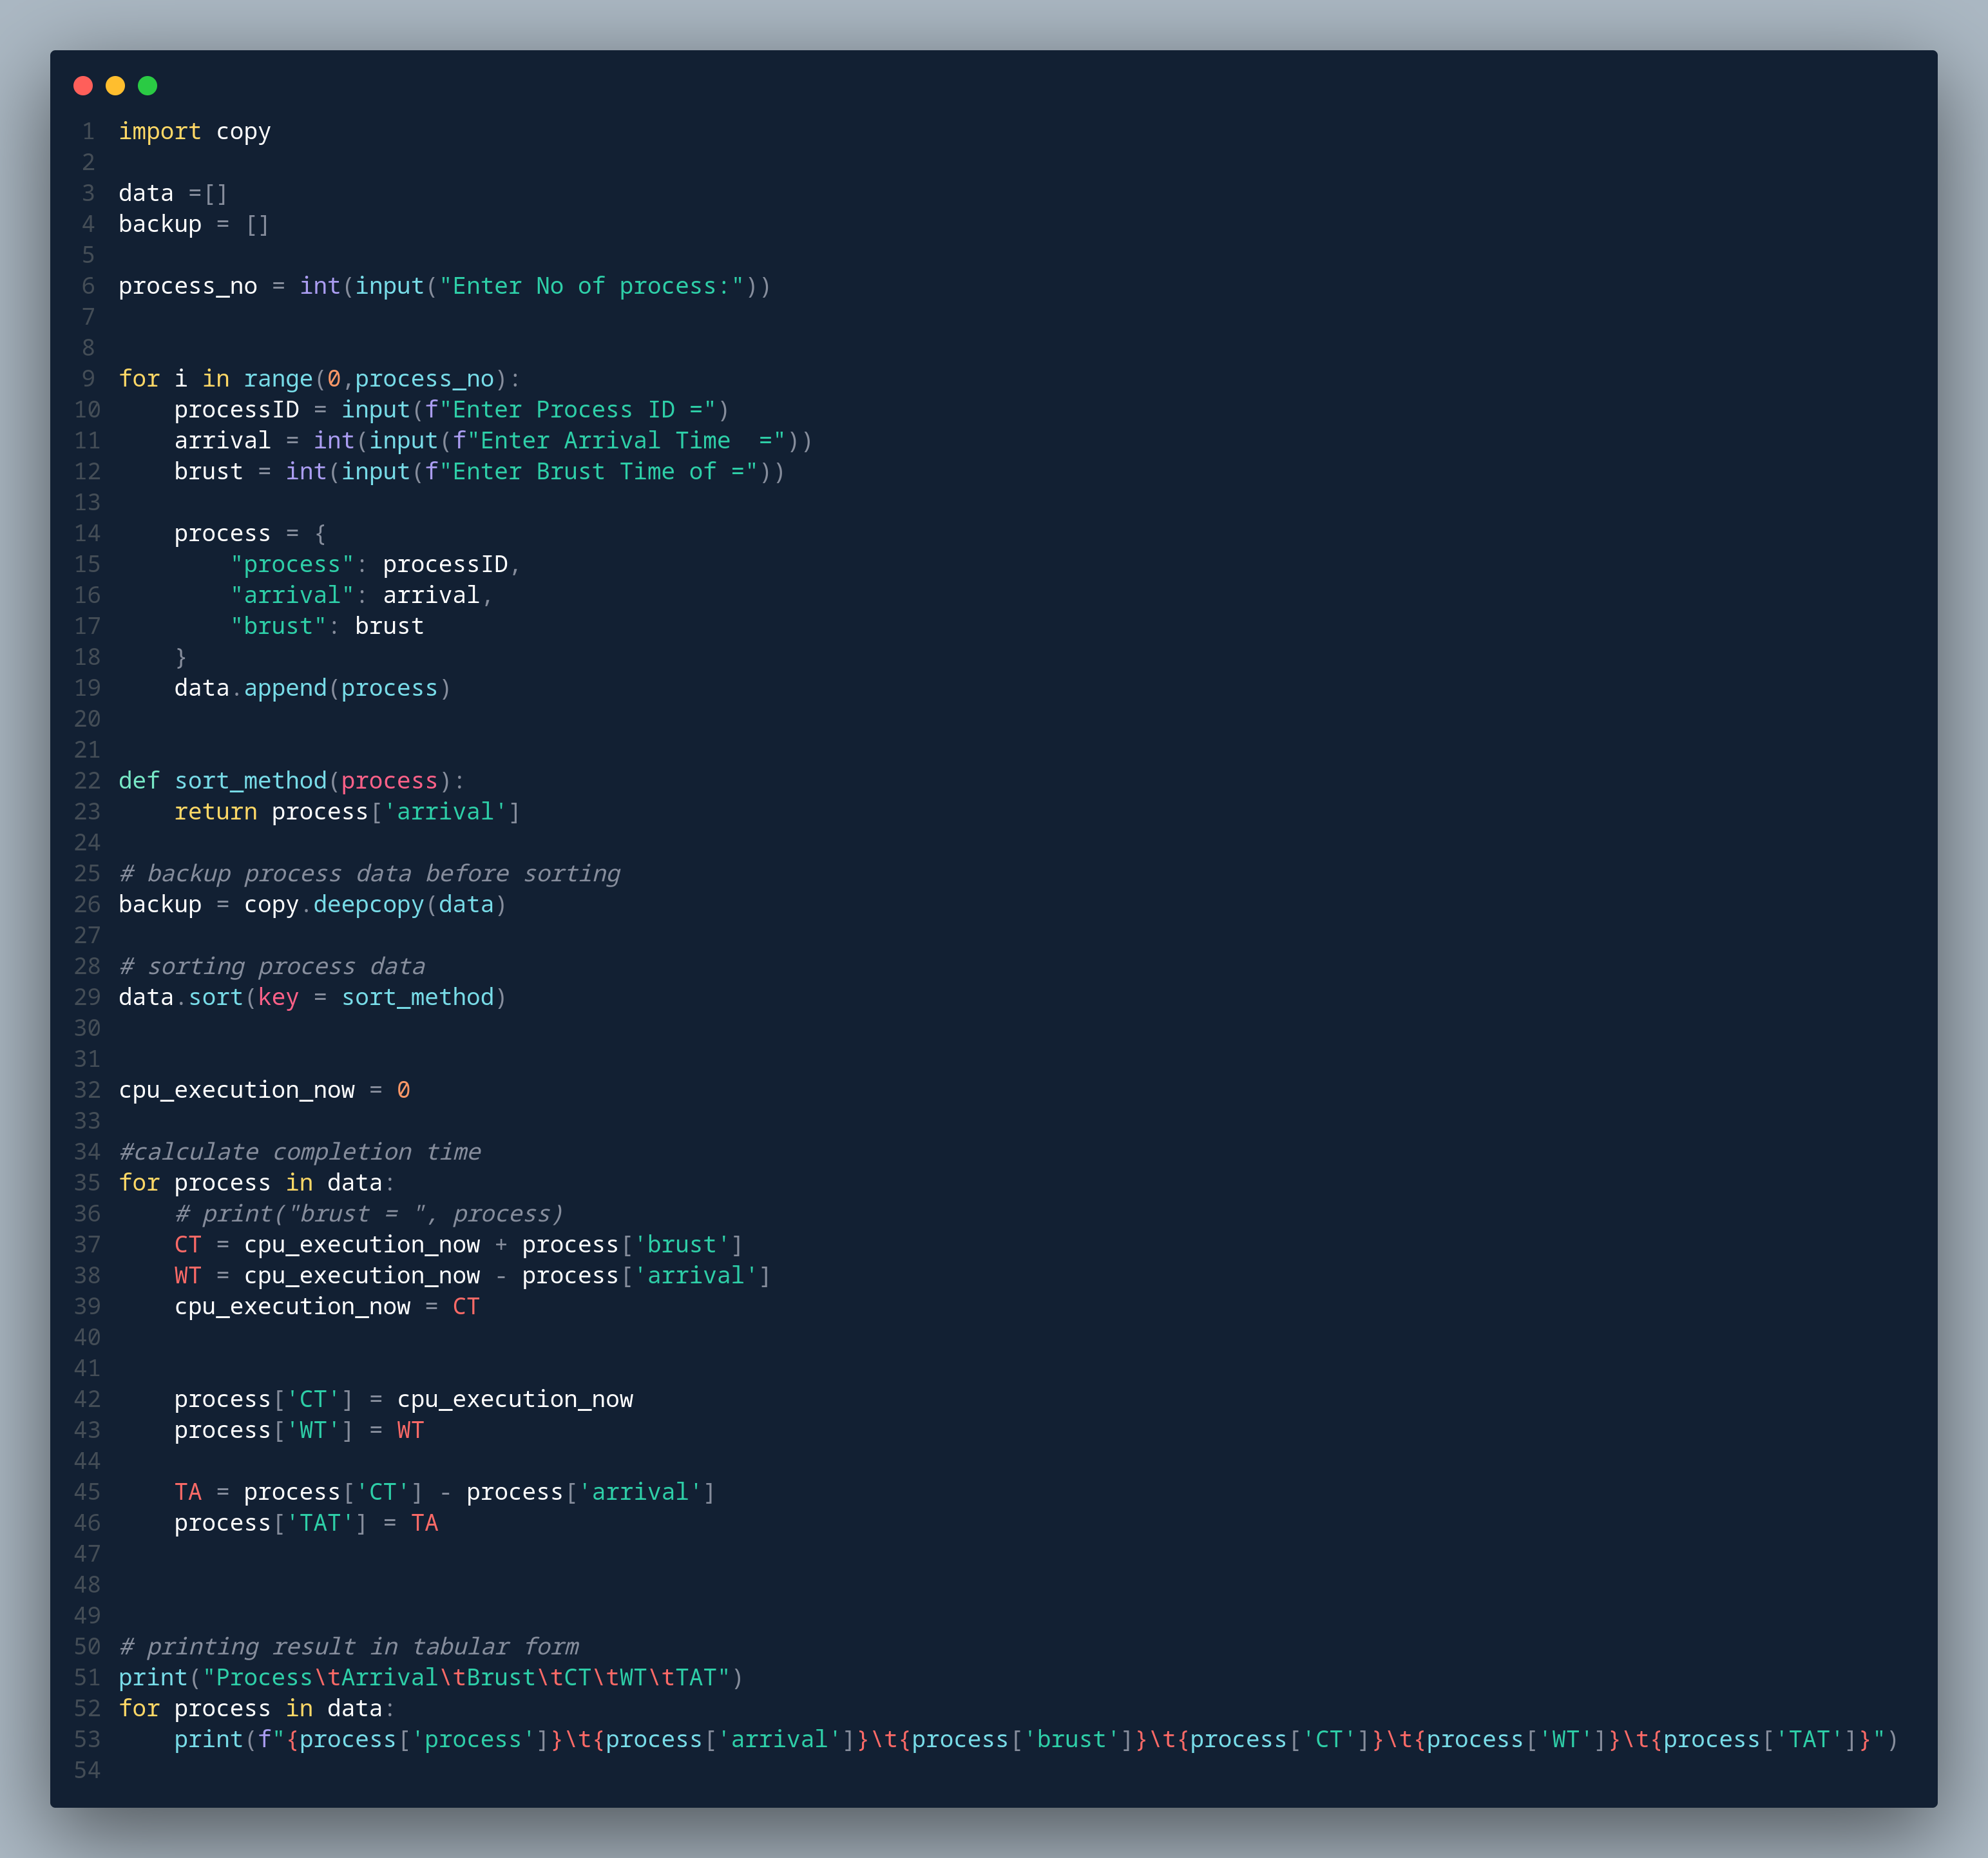 1 import copy
2
3 data =[]
4 backup = []
5
6 process_no = int(input("Enter No of process:"))
7
8
9 for i in range(0,process_no):
10     processID = input(f"Enter Process ID =")
11     arrival = int(input(f"Enter Arrival Time  ="))
12     brust = int(input(f"Enter Brust Time of ="))
13
14     process = {
15         "process": processID,
16         "arrival": arrival,
17         "brust": brust
18     }
19     data.append(process)
20
21
22 def sort_method(process):
23     return process['arrival']
24
25 # backup process data before sorting
26 backup = copy.deepcopy(data)
27
28 # sorting process data
29 data.sort(key = sort_method)
30
31
32 cpu_execution_now = 0
33
34 #calculate completion time
35 for process in data:
36     # print("brust = ", process)
37     CT = cpu_execution_now + process['brust']
38     WT = cpu_execution_now - process['arrival']
39     cpu_execution_now = CT
40
41
42     process['CT'] = cpu_execution_now
43     process['WT'] = WT
44
45     TA = process['CT'] - process['arrival']
46     process['TAT'] = TA
47
48
49
50 # printing result in tabular form
51 print("Process\tArrival\tBrust\tCT\tWT\tTAT")
52 for process in data:
53     print(f"{process['process']}\t{process['arrival']}\t{process['brust']}\t{process['CT']}\t{process['WT']}\t{process['TAT']}")
54